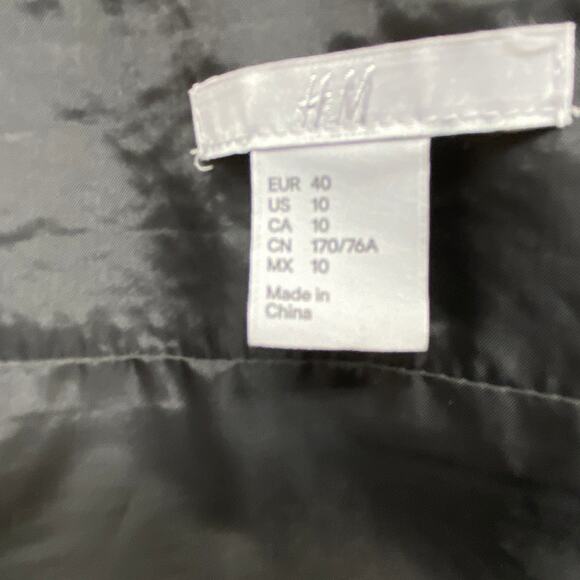 H&M
EUR 40
US 10
CA 10
CN 170/76A
MX 10
Made in
China